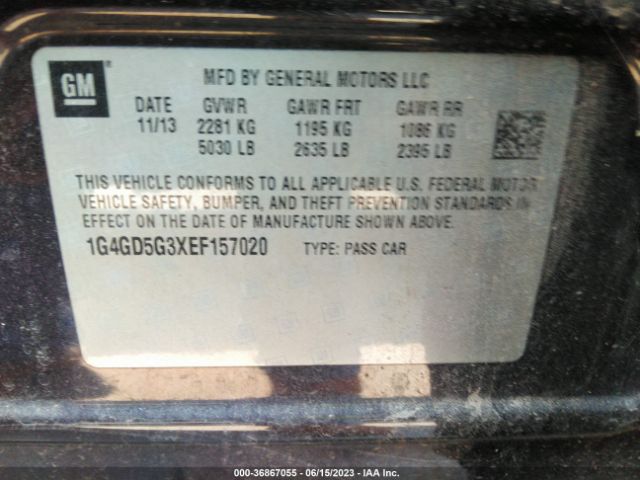 GM
MFD BY GENERAL MOTORS LLC
DATE GVWR GAWR FRT GAWR RR
11/13 2281 KG 1195 KG 1086 KG
5030 LB 2635 LB 2395 LB
THIS VEHICLE CONFORMS TO ALL APPLICABLE U.S. FEDERAL MOTOR
VEHICLE SAFETY, BUMPER, AND THEFT PREVENTION STANDARDS IN
EFFECT ON THE DATE OF MANUFACTURE SHOWN ABOVE.
1G4GD5G3XEF157020 TYPE: PASS CAR
000-36867055 - 06/15/2023 - IAA Inc.